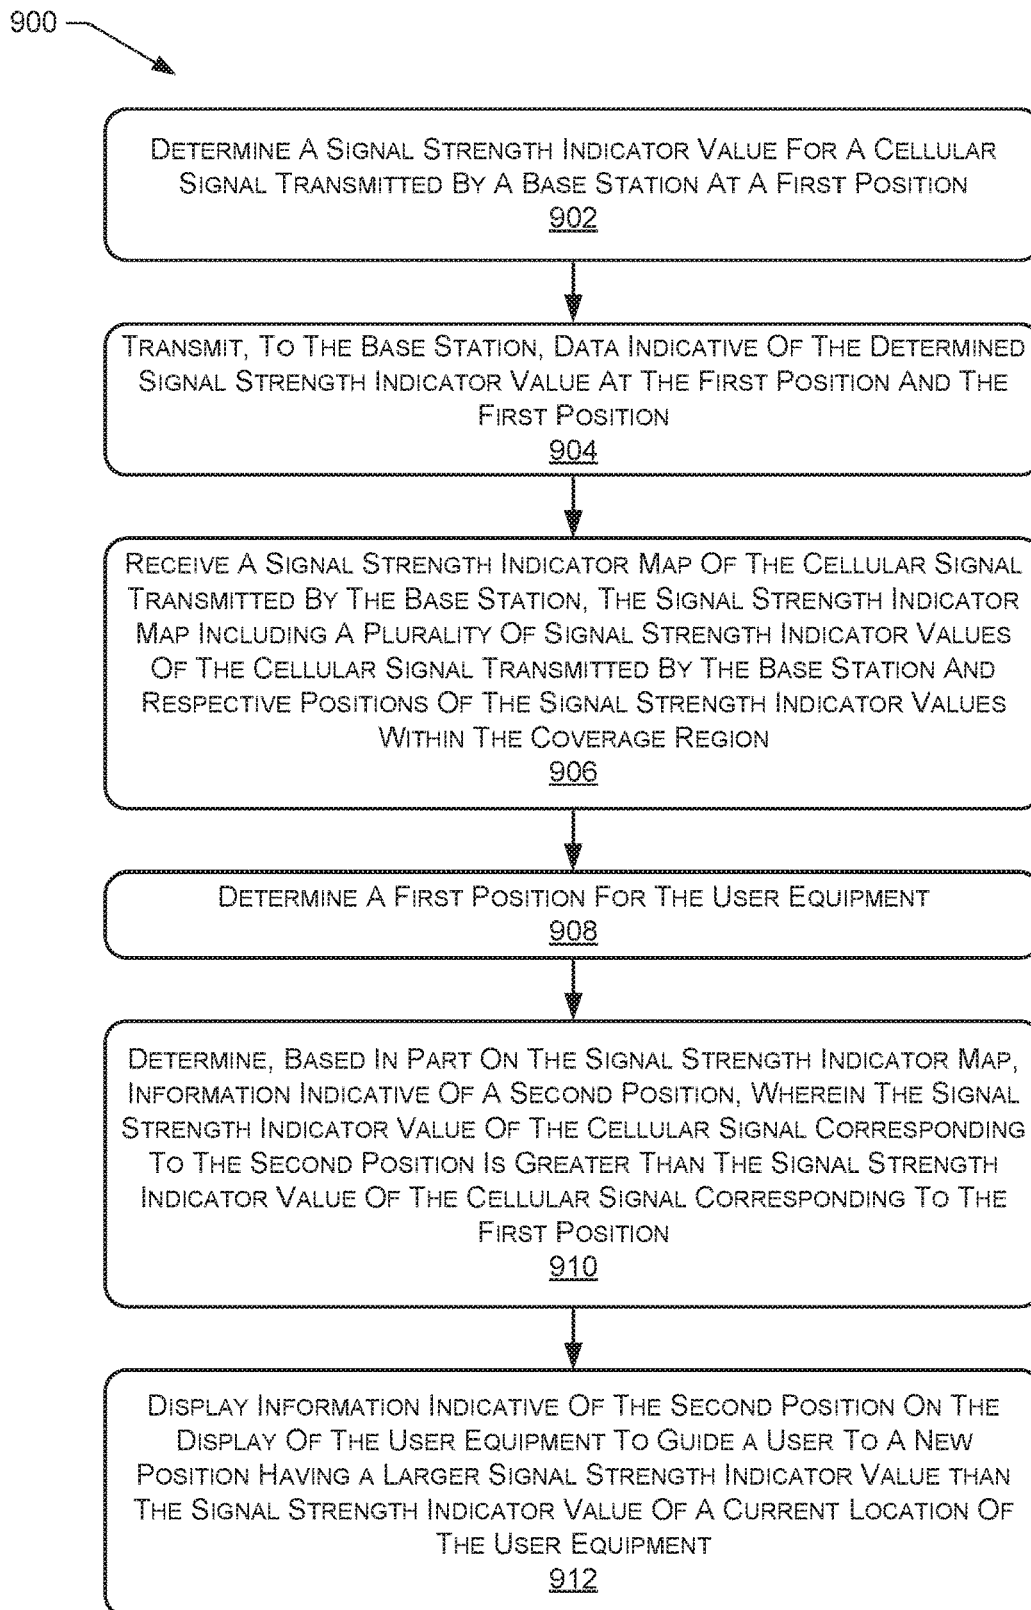 900
DETERMINE A SIGNAL STRENGTH INDICATOR VALUE FOR A CELLULAR
SIGNAL TRANSMITTED BY A BASE STATION AT A FIRST POSITION
902
TRANSMIT, TO THE BASE STATION, DATA INDICATIVE OF THE DETERMINED
SIGNAL STRENGTH INDICATOR VALUE AT THE FIRST POSITION AND THE
FIRST POSITION
904
RECEIVE A SIGNAL STRENGTH INDICATOR MAP OF THE CELLULAR SIGNAL
TRANSMITTED BY THE BASE STATION, THE SIGNAL STRENGTH INDICATOR
MAP INCLUDING A PLURALITY OF SIGNAL STRENGTH INDICATOR VALUES
OF THE CELLULAR SIGNAL TRANSMITTED BY THE BASE STATION AND
RESPECTIVE POSITIONS OF THE SIGNAL STRENGTH INDICATOR VALUES
WITHIN THE COVERAGE REGION
906
DETERMINE A FIRST POSITION FOR THE USER EQUIPMENT
908
DETERMINE, BASED IN PART ON THE SIGNAL STRENGTH INDICATOR MAP,
INFORMATION INDICATIVE OF A SECOND POSITION, WHEREIN THE SIGNAL
STRENGTH INDICATOR VALUE OF THE CELLULAR SIGNAL CORRESPONDING
TO THE SECOND POSITION IS GREATER THAN THE SIGNAL STRENGTH
INDICATOR VALUE OF THE CELLULAR SIGNAL CORRESPONDING TO THE
FIRST POSITION
910
DISPLAY INFORMATION INDICATIVE OF THE SECOND POSITION ON THE
DISPLAY OF THE USER EQUIPMENT TO GUIDE A USER TO A NEW
POSITION HAVING A LARGER SIGNAL STRENGTH INDICATOR VALUE THAN
THE SIGNAL STRENGTH INDICATOR VALUE OF A CURRENT LOCATION OF
THE USER EQUIPMENT
912